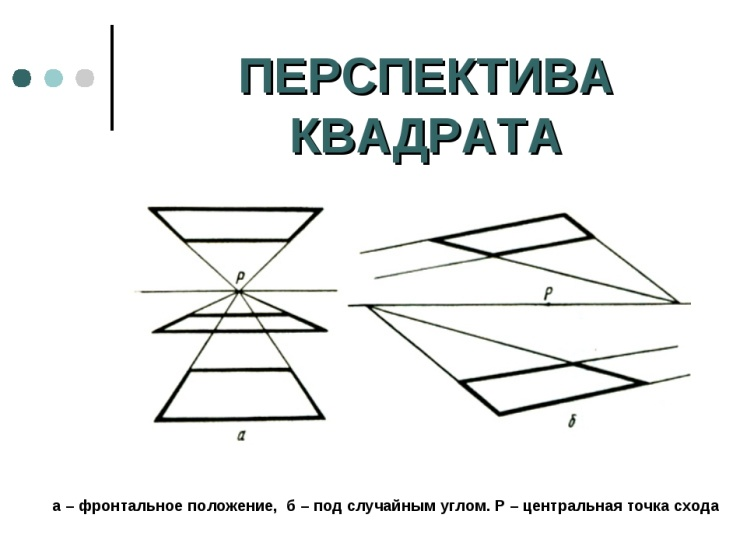 ПЕРСПЕКТИВА
КВАДРАТА
P
P
а
б
а – фронтальное положение, б – под случайным углом. Р – центральная точка схода